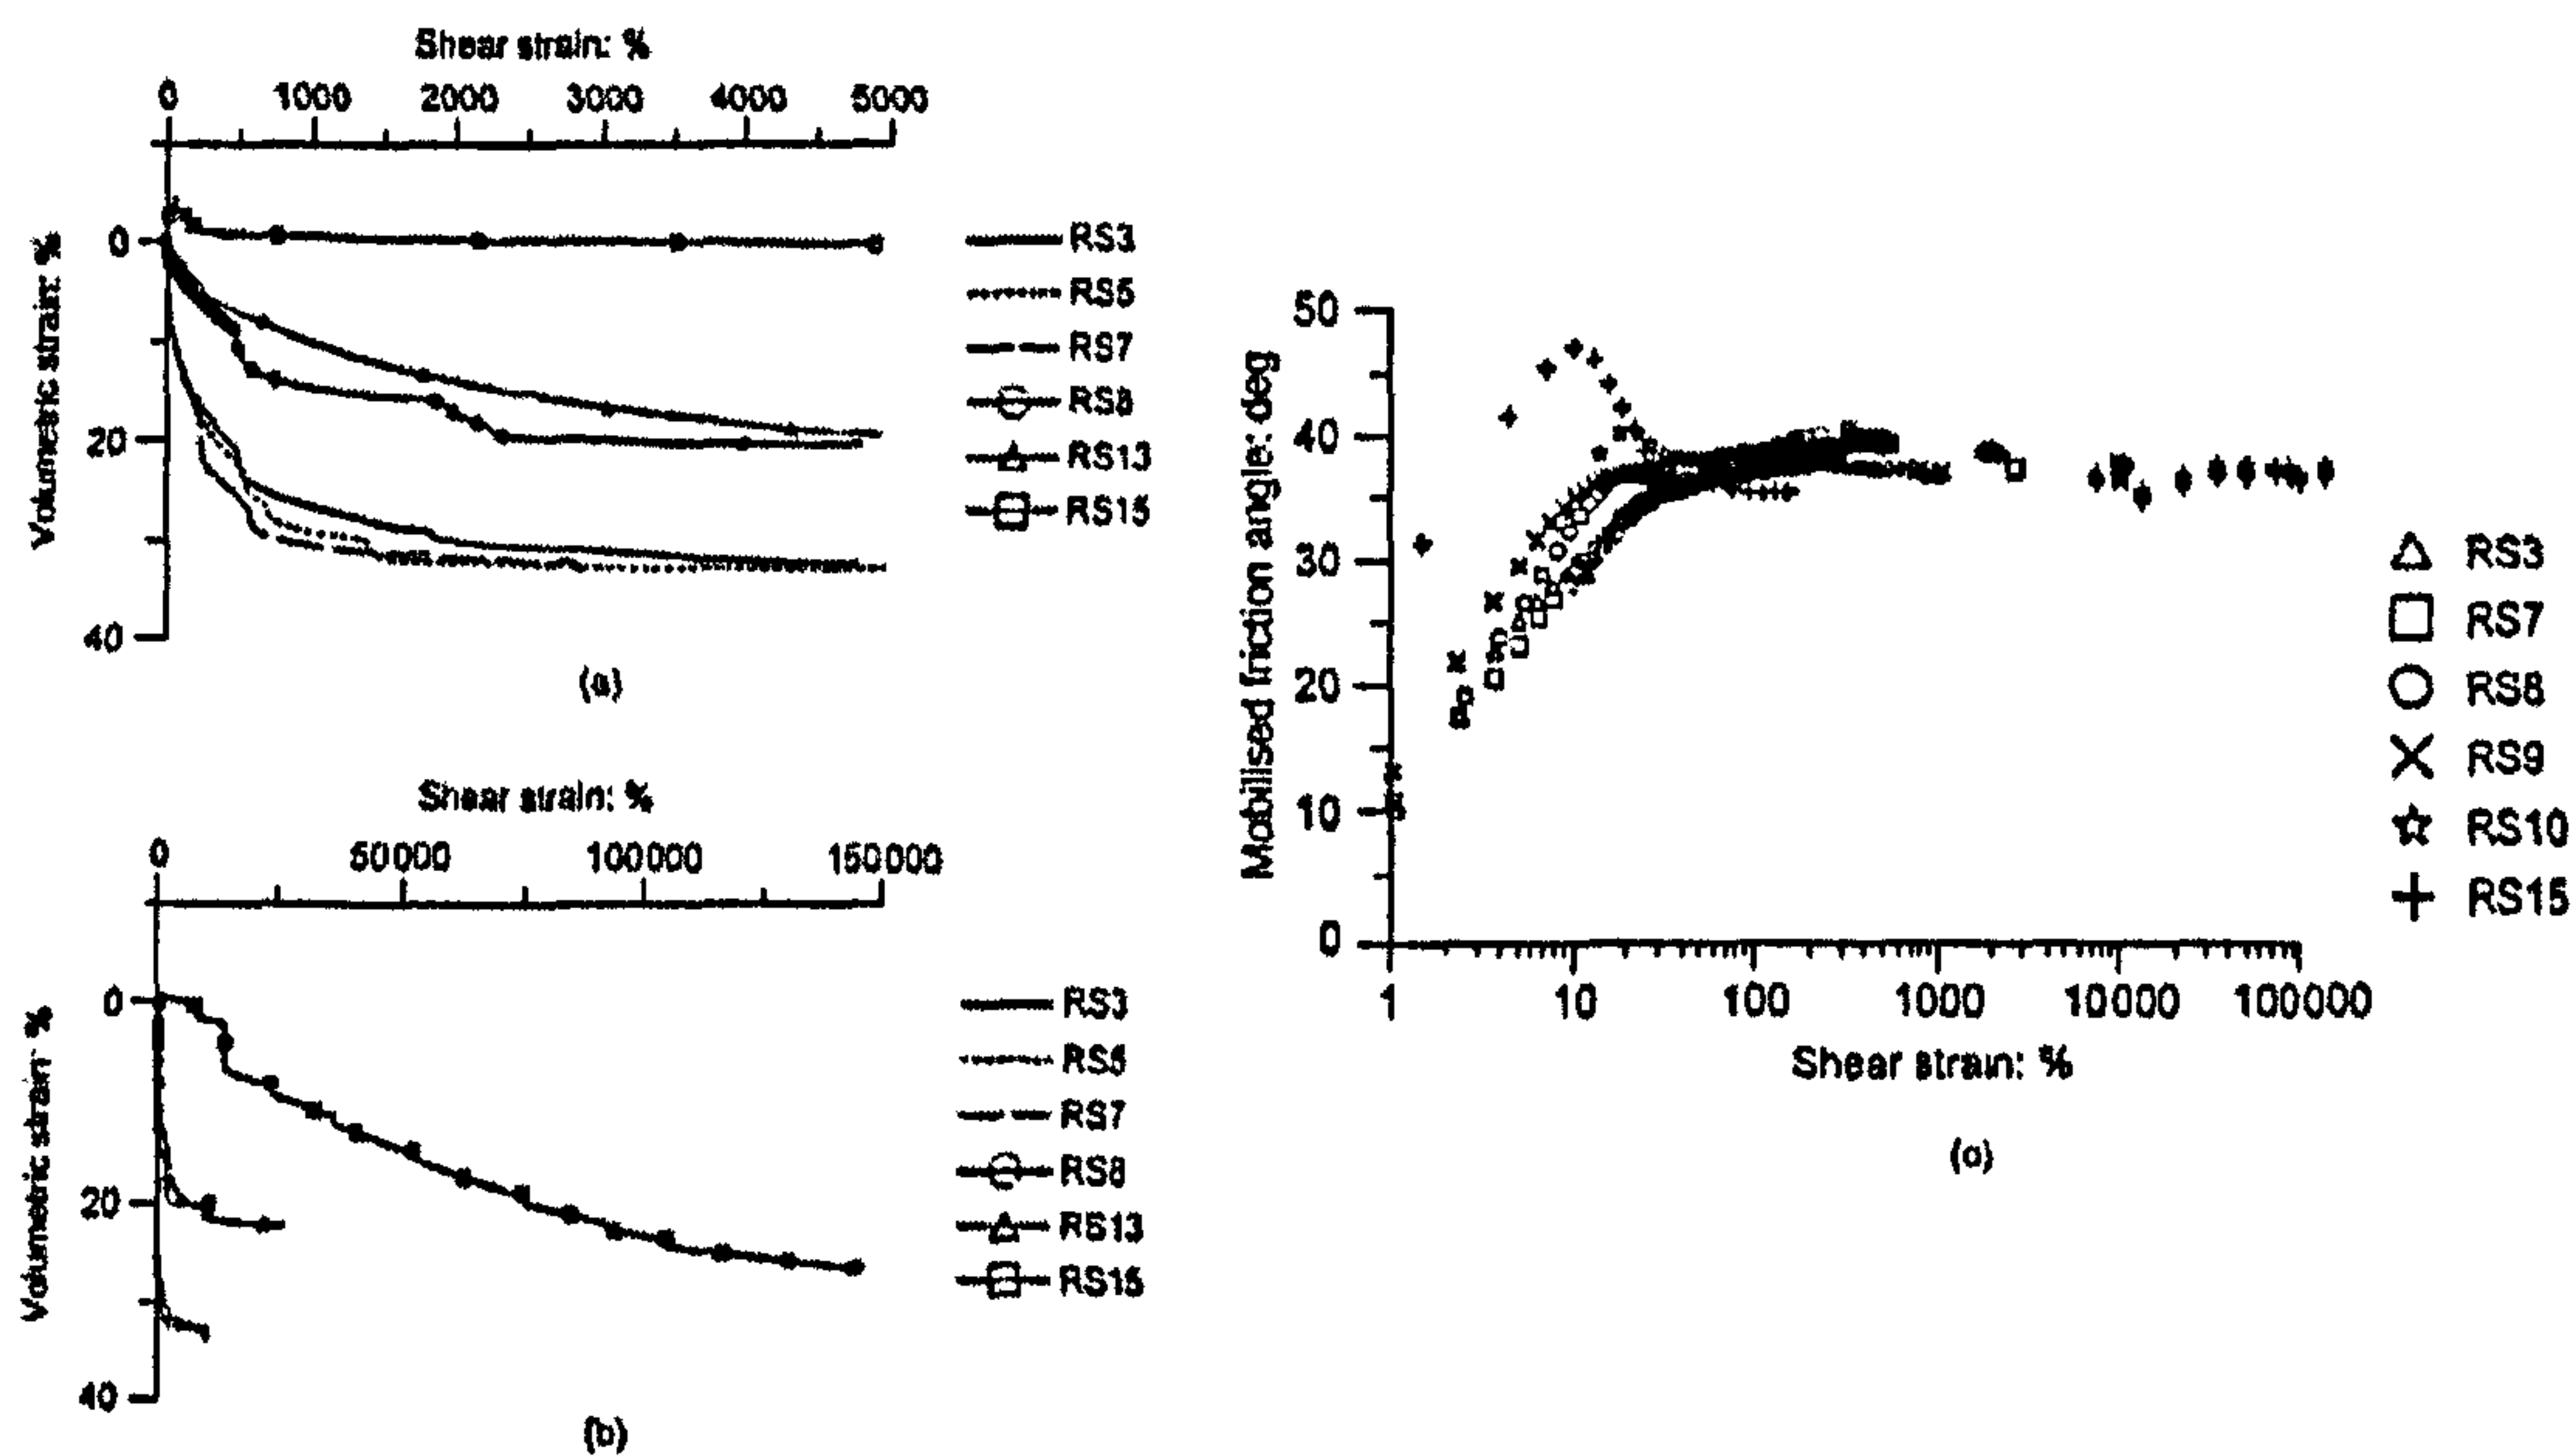 Shear strain: %
0 1000 2000 3000 4000 5000
Volumetric strain: %
0
20
40
RS3
RS5
RS7
RS8
RS13
RS15
(a)
Shear strain: %
0 50000 100000 150000
Volumetric strain %
0
20
40
RS3
RS5
RS7
RS8
RS13
RS15
(b)
Mobilised friction angle: deg
50
40
30
20
10
0
1 10 100 1000 10000 100000
Shear strain: %
RS3
RS7
RS8
RS9
RS10
RS15
(c)